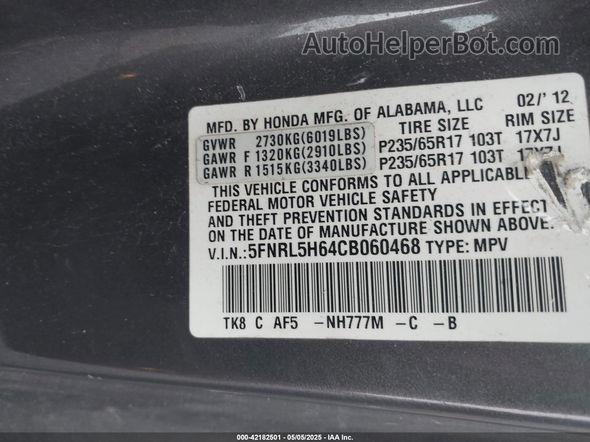 AutoHelperBot.com
MFD. BY HONDA MFG. OF ALABAMA, LLC 02/'12
TIRE SIZE RIM SIZE
GVWR 2730KG(6019LBS)
GAWR F 1320KG(2910LBS) P235/65R17 103T 17X7J
GAWR R 1515KG(3340LBS) P235/65R17 103T 17X7J
THIS VEHICLE CONFORMS TO ALL APPLICABLE
FEDERAL MOTOR VEHICLE SAFETY
PREVENTION STANDARDS IN EFFECT
ON THE DATE OF MANUFACTURE SHOWN
V.I.N.: 5FNRL5H64CB060468 TYPE: MPV
TK8 C AF5 -NH777M -C -B
000-42182501 - 05/05/2025 - IAA Inc.